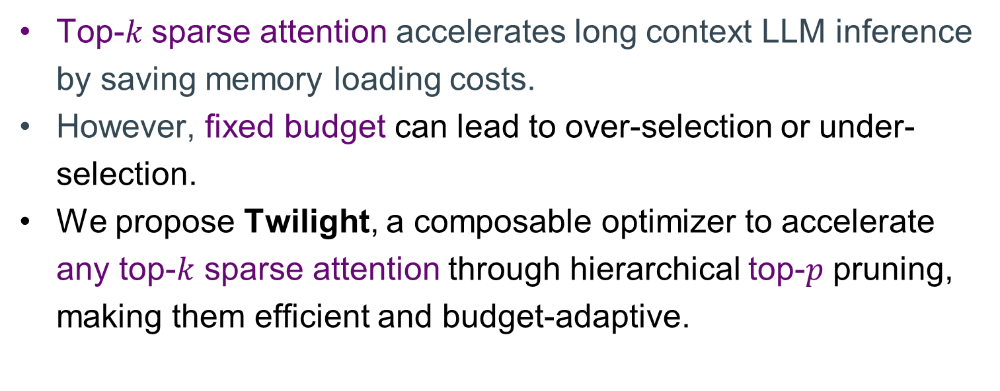 • Top-k sparse attention accelerates long context LLM inference
by saving memory loading costs.
• However, fixed budget can lead to over-selection or under-
selection.
• We propose Twilight, a composable optimizer to accelerate
any top-k sparse attention through hierarchical top-p pruning,
making them efficient and budget-adaptive.